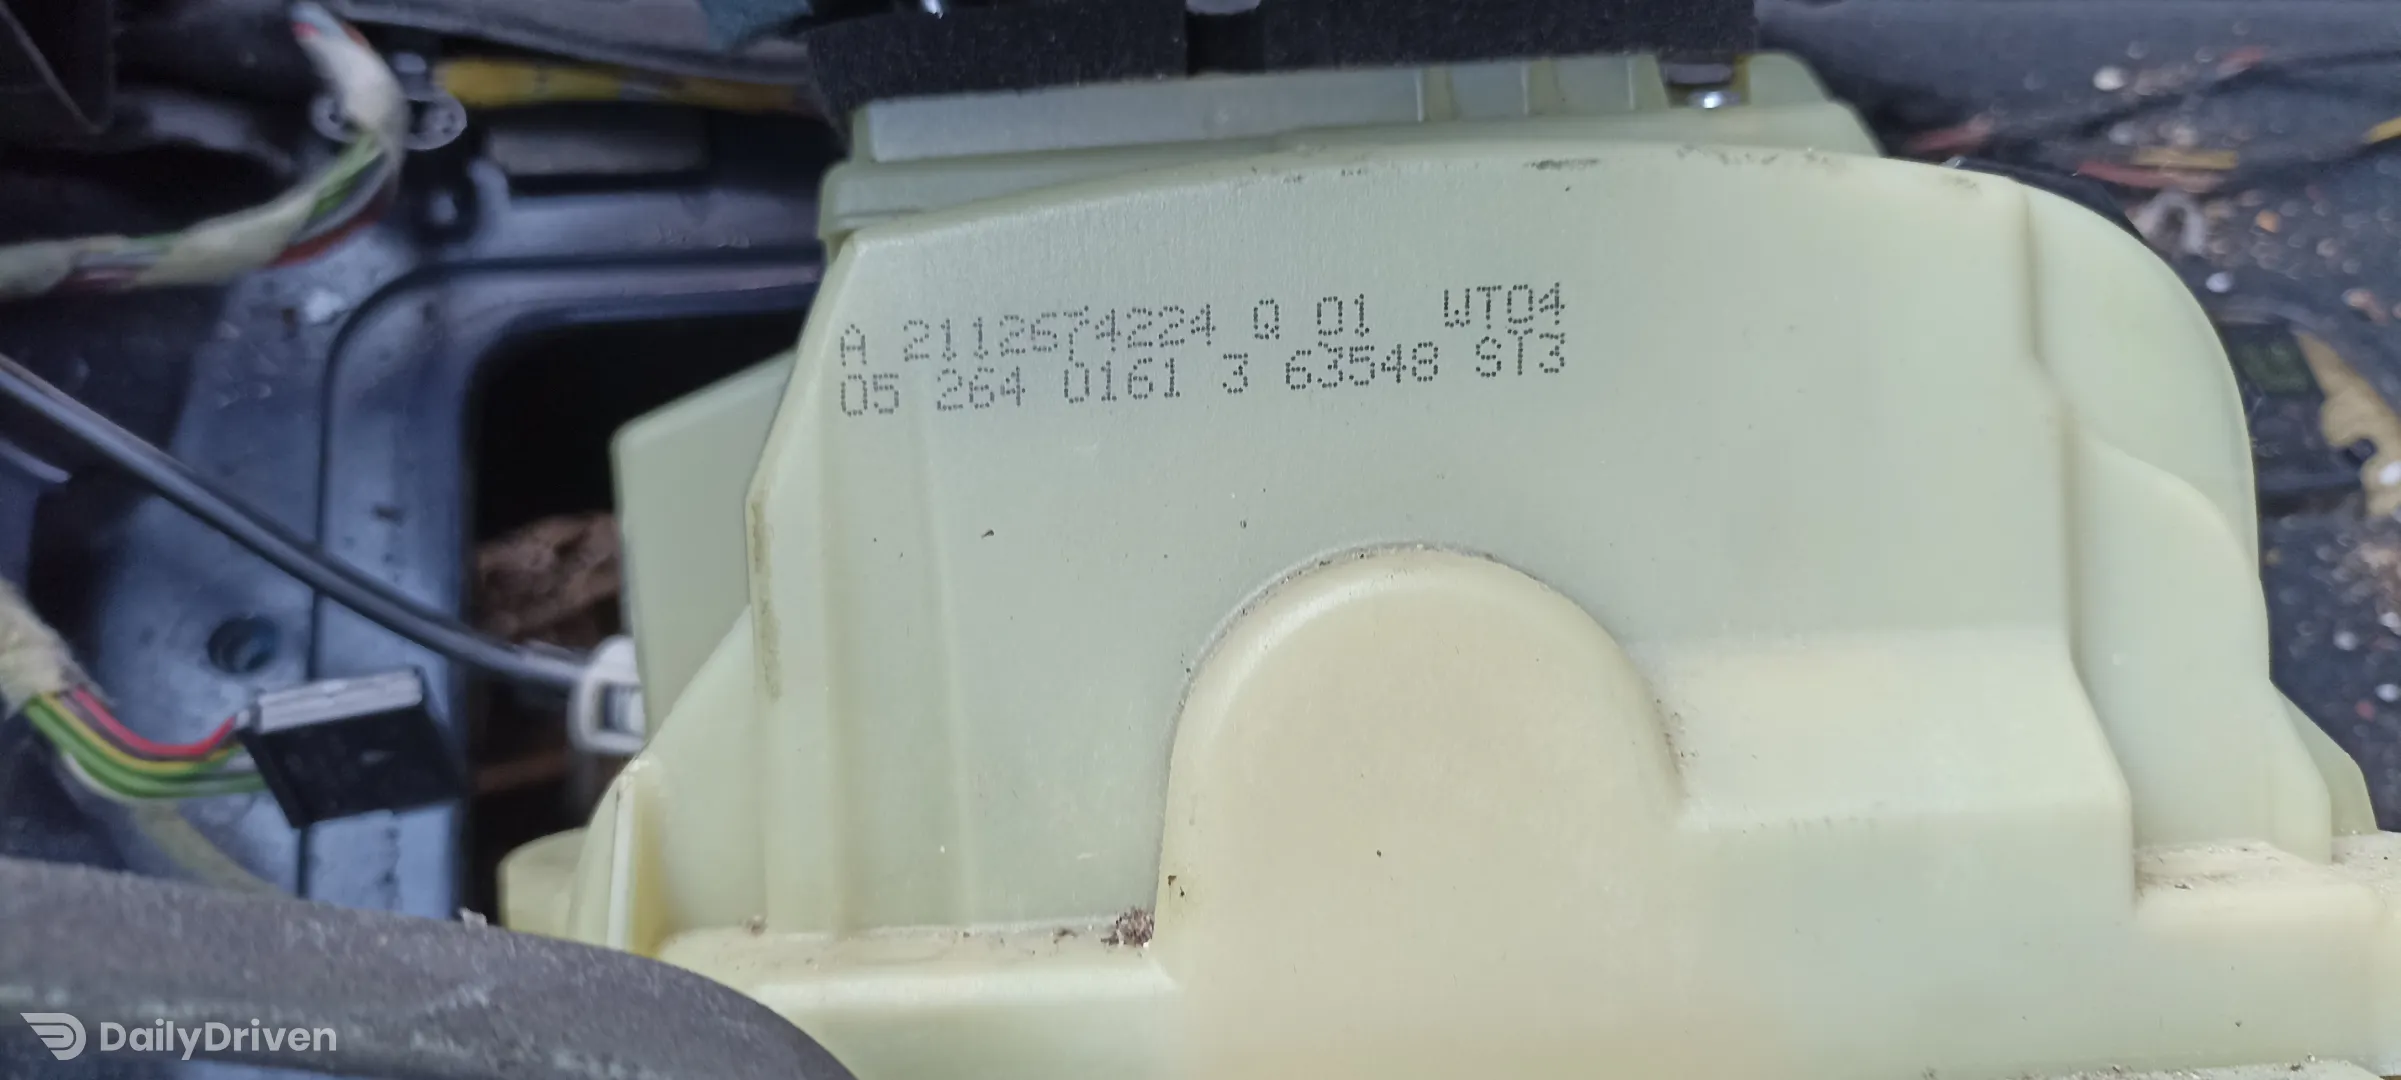 A 2112674224 Q 01 WT04
05 264 0161 3 63548 ST3
DailyDriven